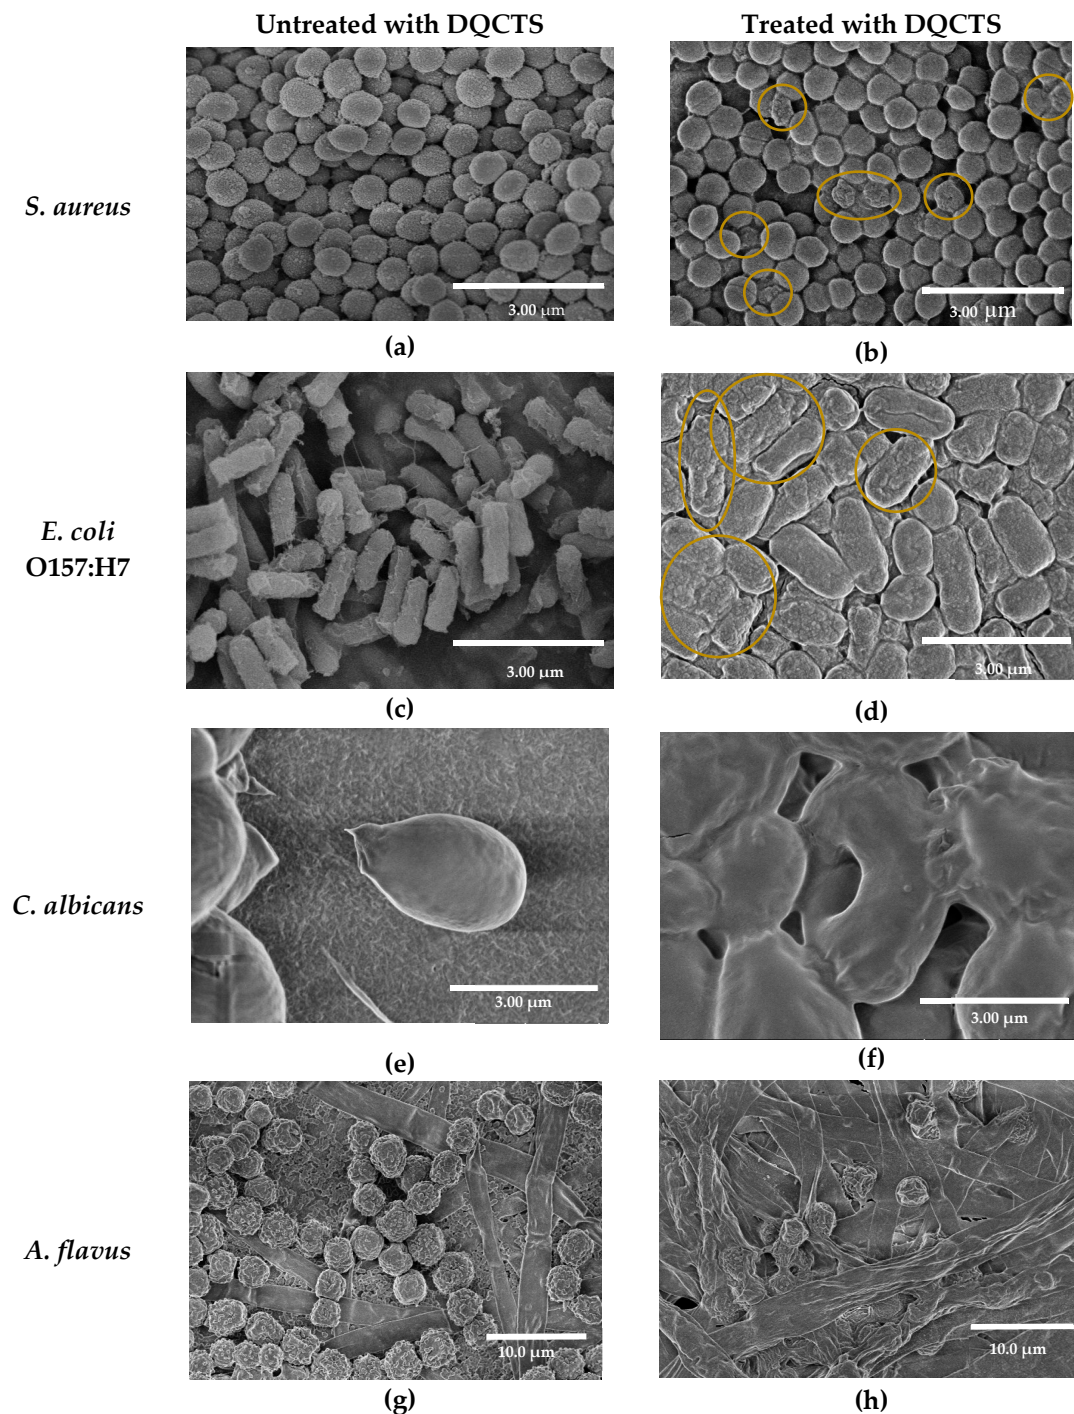 Untreated with DQCTS
Treated with DQCTS
S. aureus
3.00 µm
3.00 µm
(a)
(b)
E. coli
O157:H7
3.00 µm
3.00 µm
(c)
(d)
C. albicans
3.00 µm
3.00 µm
(e)
(f)
A. flavus
10.0 µm
10.0 µm
(g)
(h)